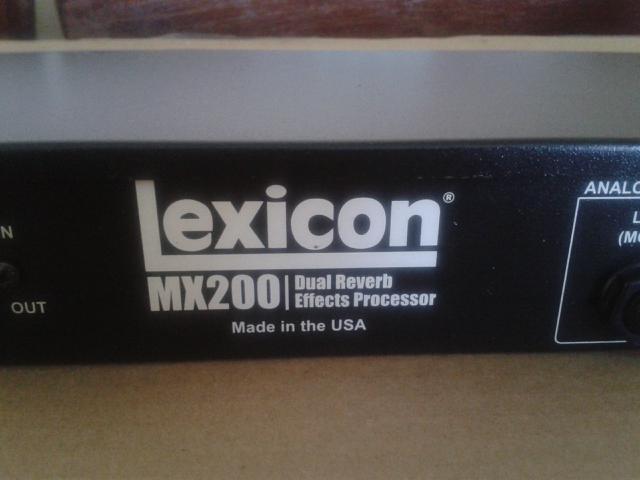 Lexicon®
MX200 | Dual Reverb
Effects Processor
Made in the USA
OUT